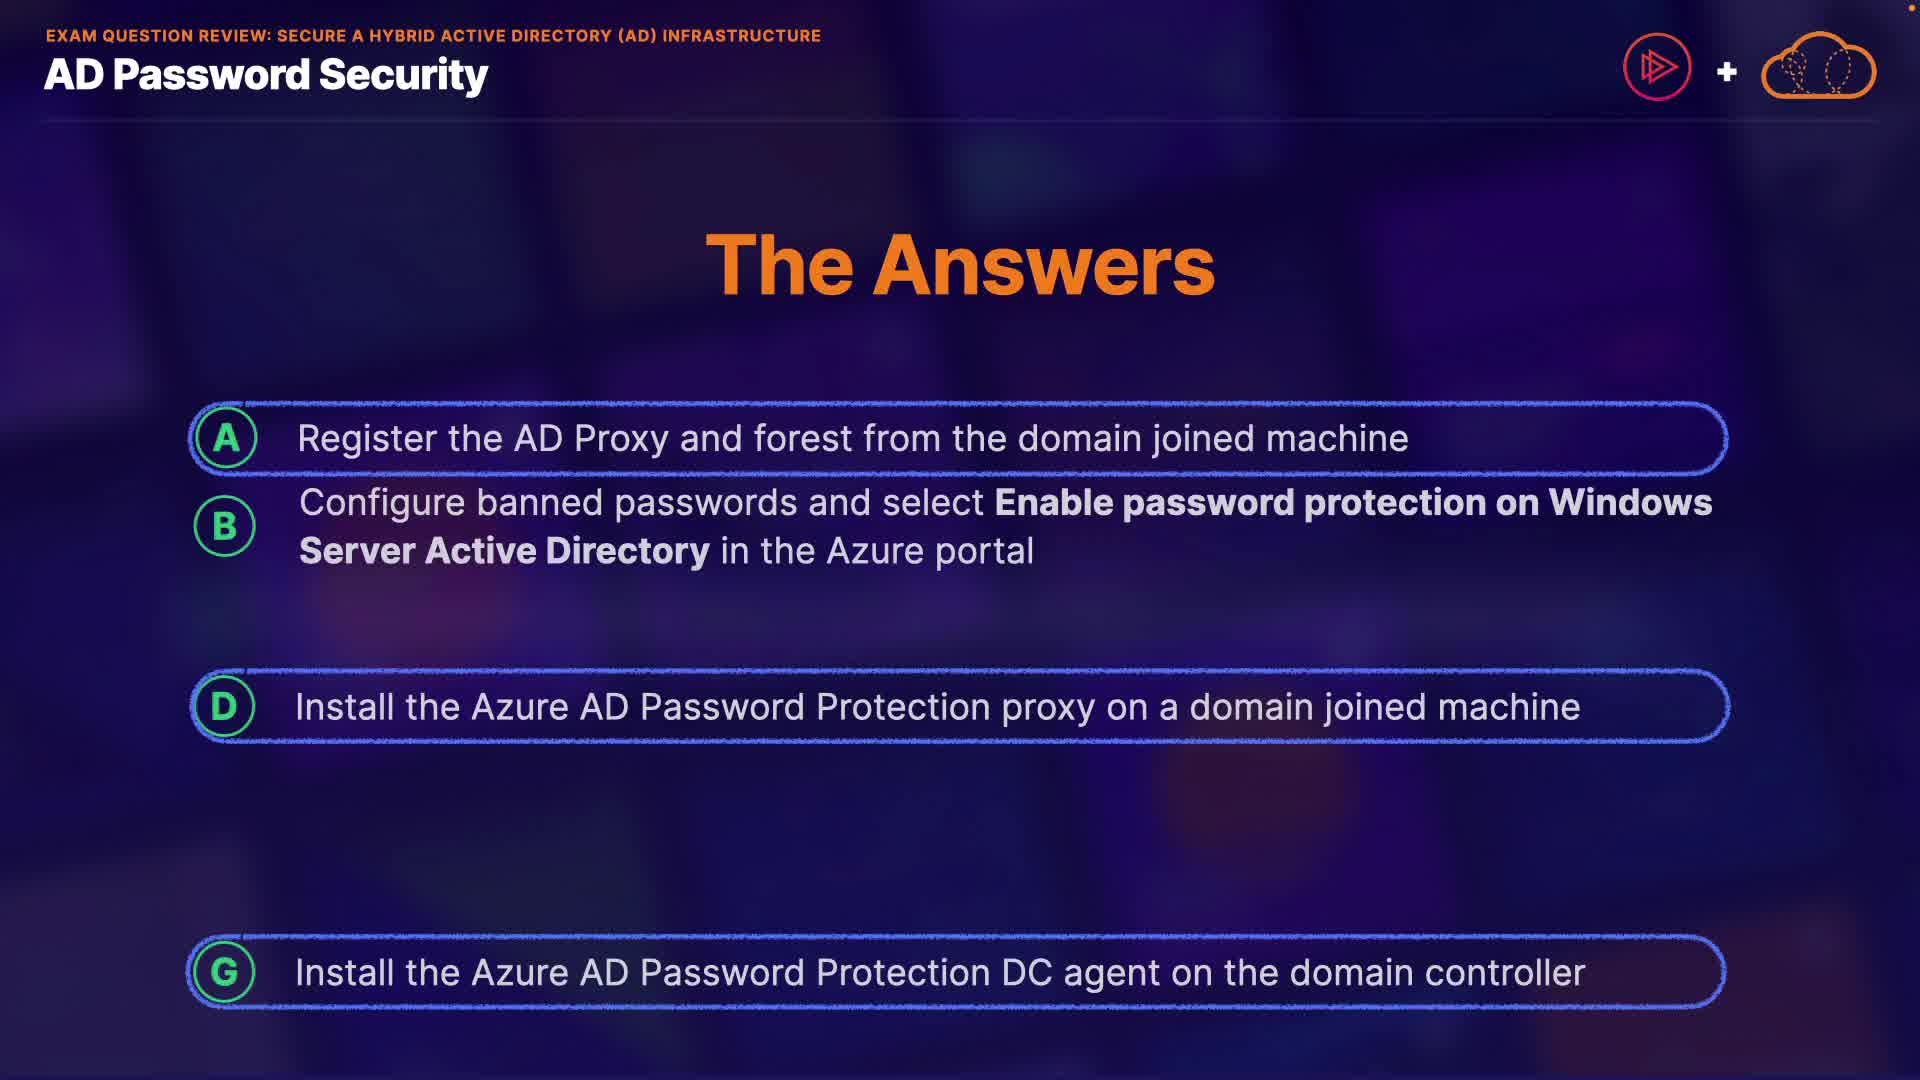 EXAM QUESTION REVIEW: SECURE A HYBRID ACTIVE DIRECTORY (AD) INFRASTRUCTURE
AD Password Security
+
The Answers
A Register the AD Proxy and forest from the domain joined machine
B Configure banned passwords and select Enable password protection on Windows
Server Active Directory in the Azure portal
D Install the Azure AD Password Protection proxy on a domain joined machine
G Install the Azure AD Password Protection DC agent on the domain controller